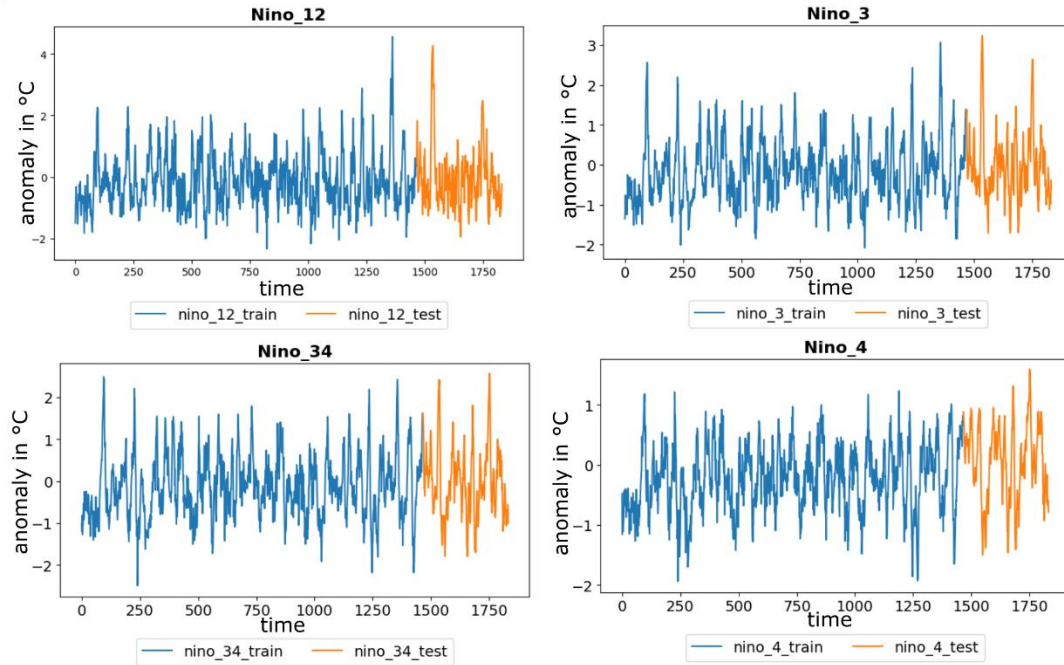 Nino_12
anomaly in °C
4
2
0
−2
0 250 500 750 1000 1250 1500 1750
time
nino_12_train nino_12_test
Nino_3
anomaly in °C
3
2
1
0
−1
−2
0 250 500 750 1000 1250 1500 1750
time
nino_3_train nino_3_test
Nino_34
anomaly in °C
2
1
0
−1
−2
0 250 500 750 1000 1250 1500 1750
time
nino_34_train nino_34_test
Nino_4
anomaly in °C
1
0
−1
−2
0 250 500 750 1000 1250 1500 1750
time
nino_4_train nino_4_test